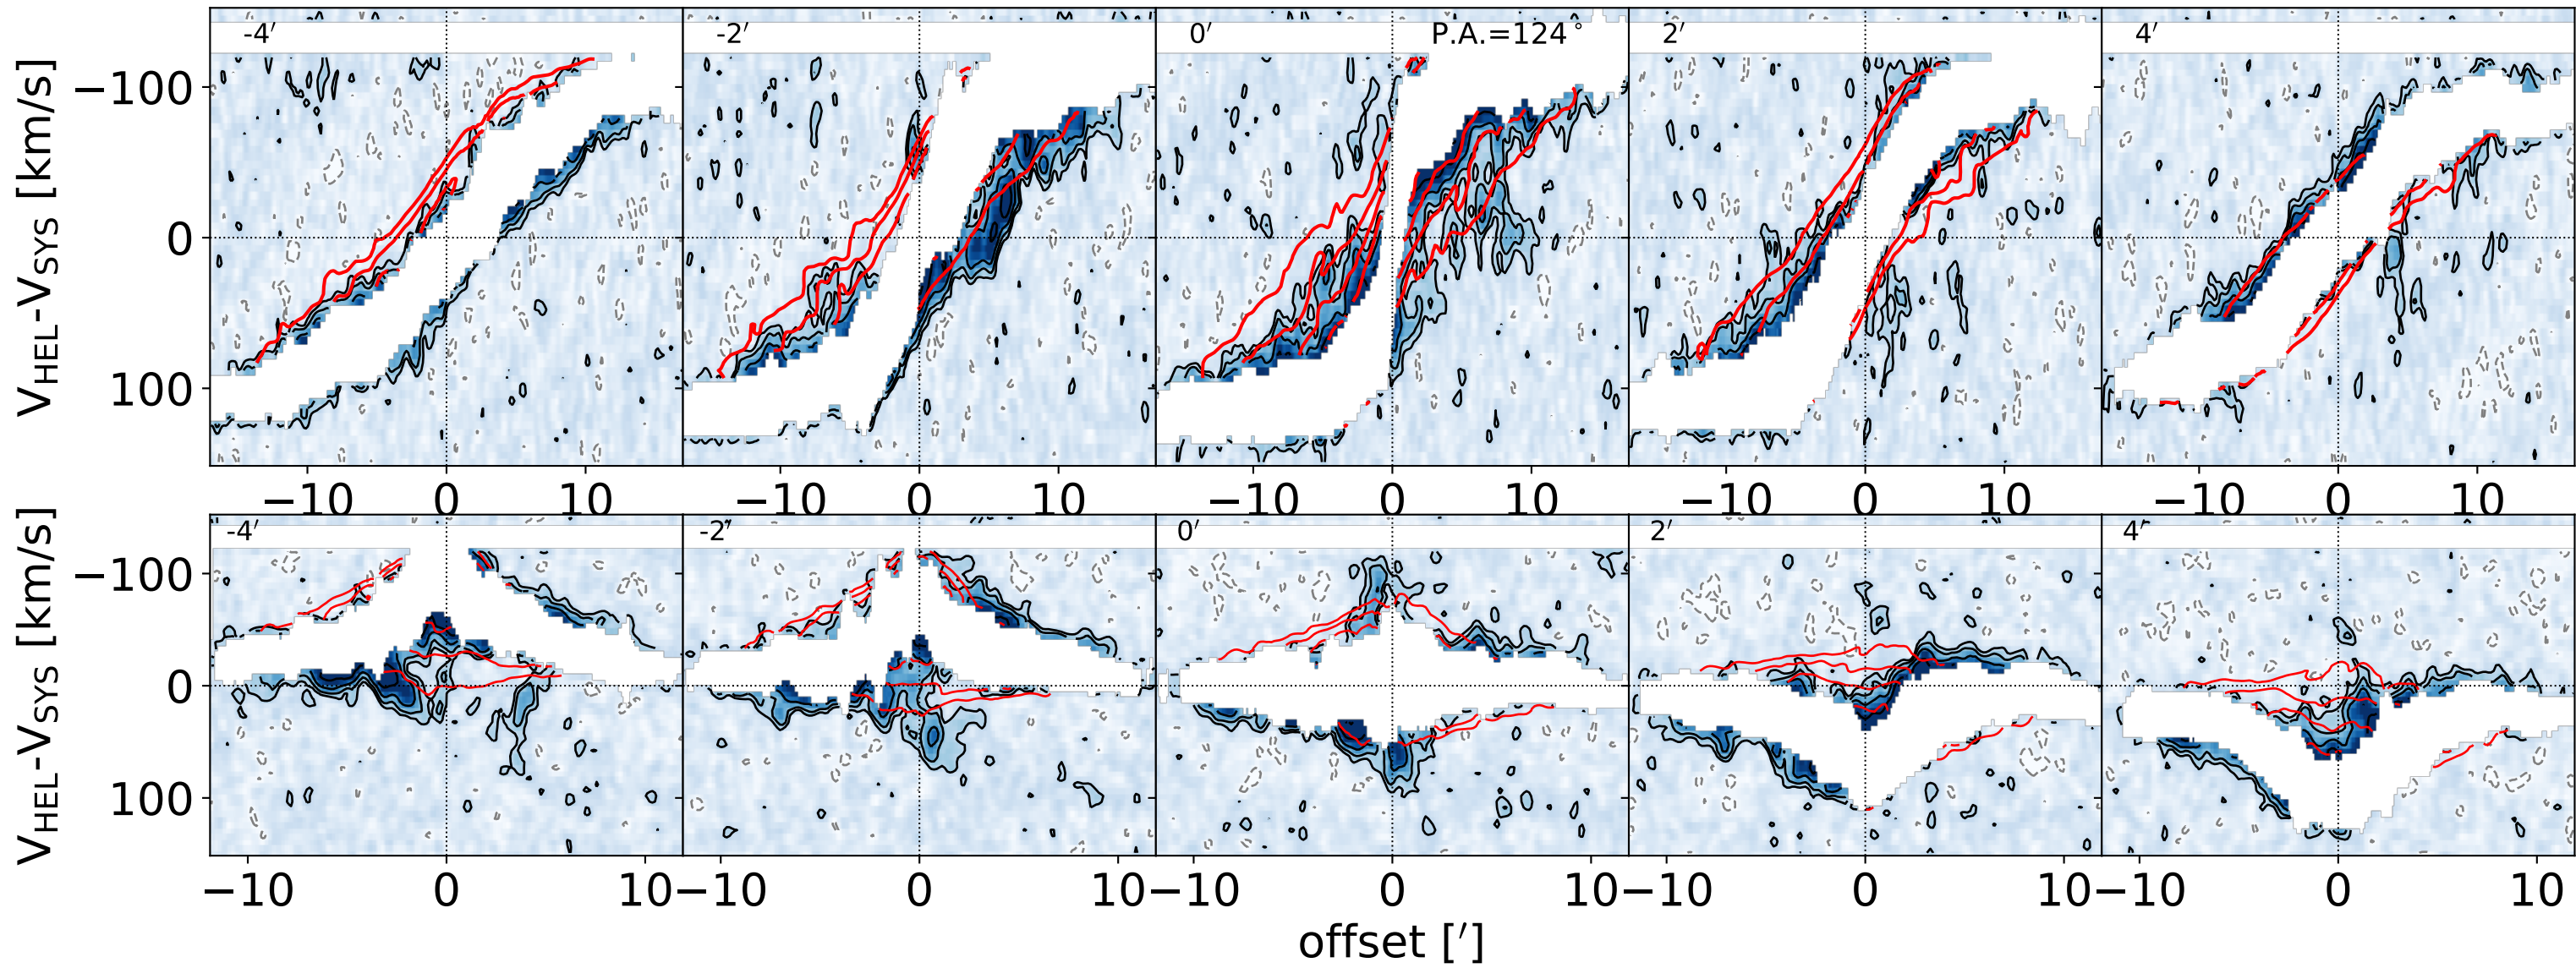 -4′ -2′ 0′ P.A.=124° 2′ 4′
V_HEL-V_SYS [km/s]
−100
0
100
−10 0 10 −10 0 10 −10 0 10 −10 0 10 −10 0 10
-4′ -2′ 0′ 2′ 4′
V_HEL-V_SYS [km/s]
−100
0
100
−10 0 10 −10 0 10 −10 0 10 −10 0 10 −10 0 10
offset [′]